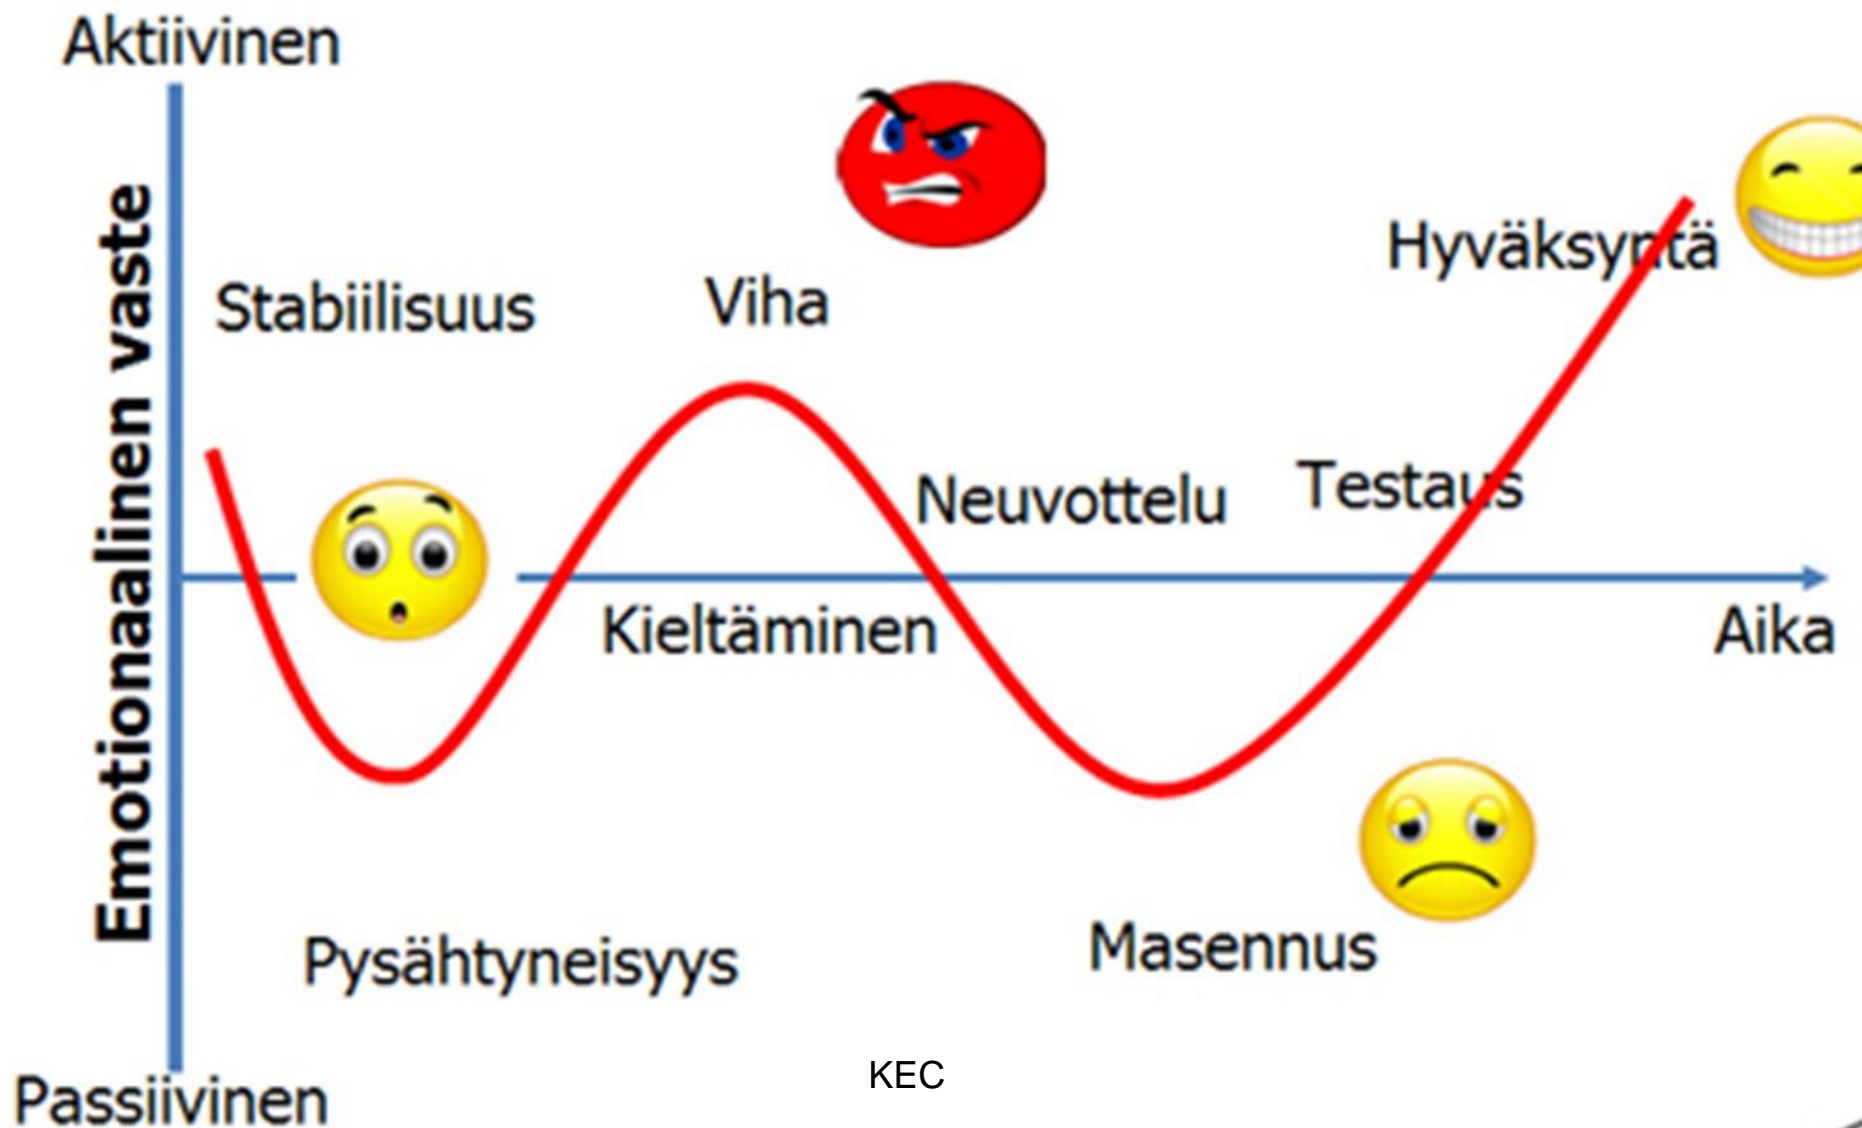 Aktiivinen
Emotionaalinen vaste
Stabiilisuus
Viha
Hyväksyntä
Neuvottelu
Testaus
Kieltäminen
Aika
Pysähtyneisyys
Masennus
KEC
Passiivinen